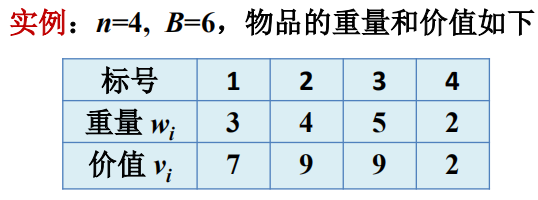 实例：n=4, B=6，物品的重量和价值如下
标号 1 2 3 4
重量 wi 3 4 5 2
价值 vi 7 9 9 2